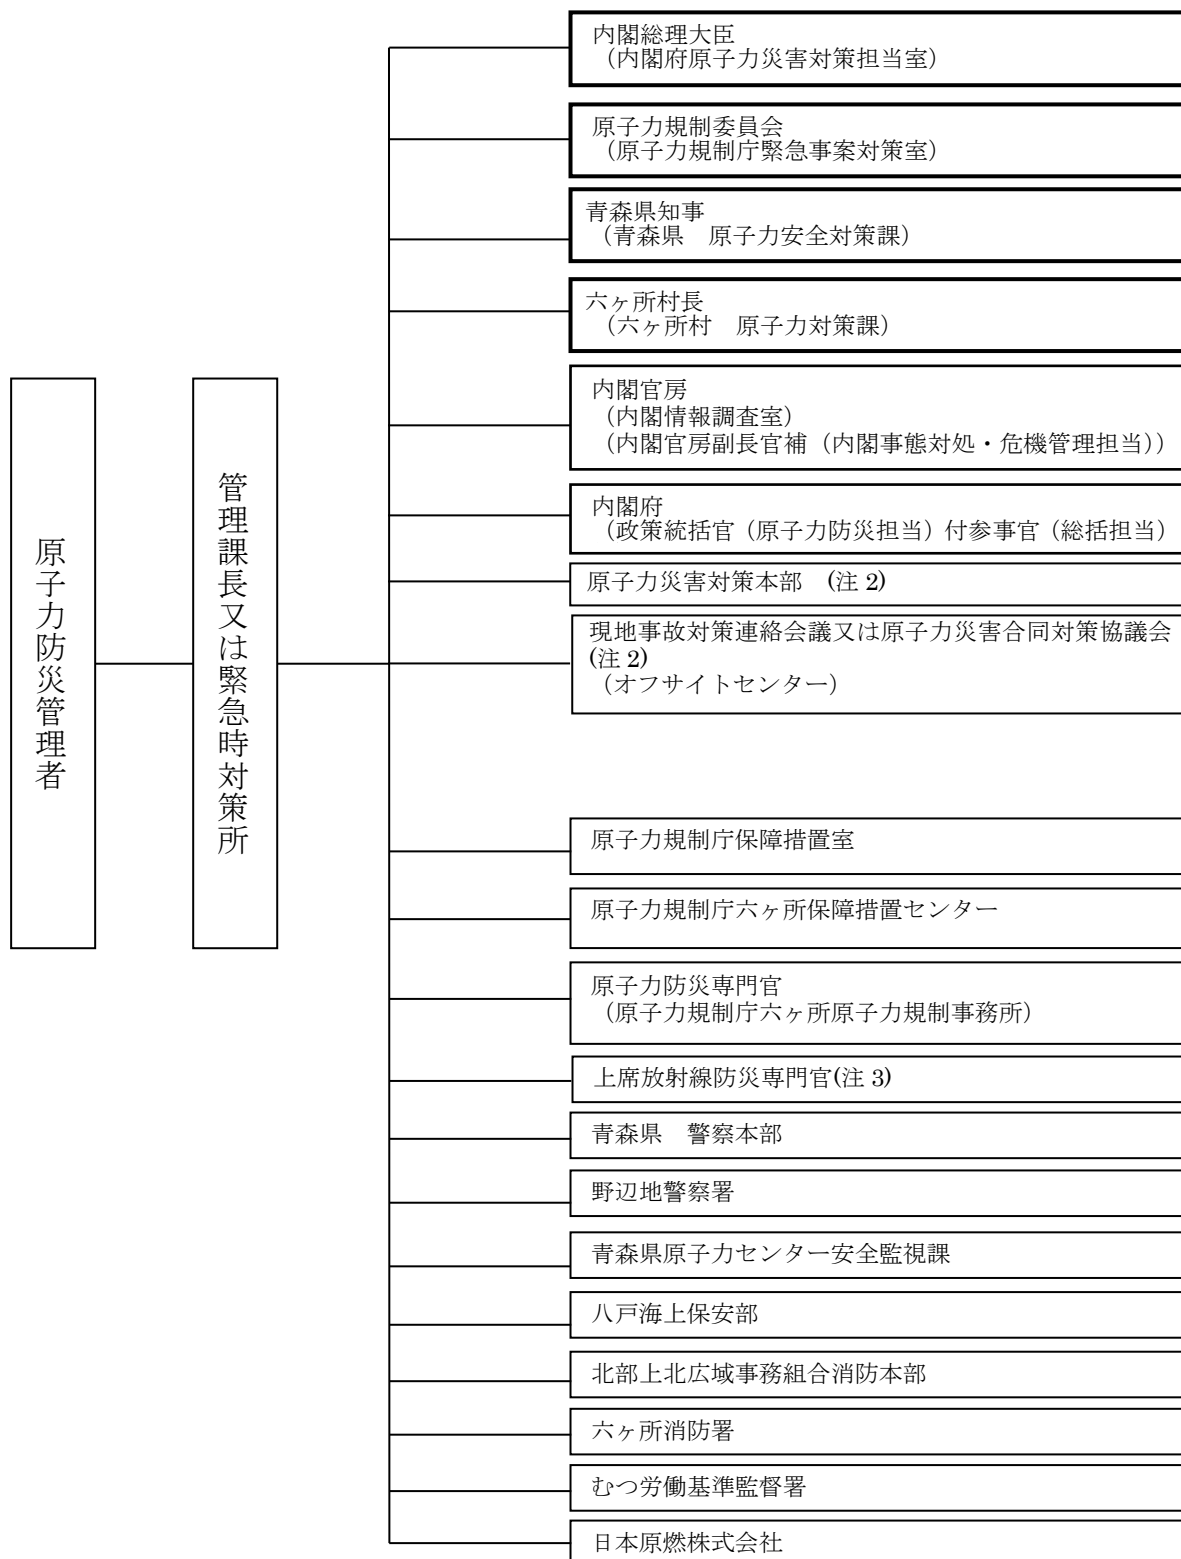 内閣総理大臣
（内閣府原子力災害対策担当室）
原子力規制委員会
（原子力規制庁緊急事案対策室）
青森県知事
（青森県　原子力安全対策課）
六ヶ所村長
（六ヶ所村　原子力対策課）
内閣官房
（内閣情報調査室）
（内閣官房副長官補（内閣事態対処・危機管理担当））
内閣府
（政策統括官（原子力防災担当）付参事官（総括担当）
原子力災害対策本部　(注 2)
現地事故対策連絡会議又は原子力災害合同対策協議会
(注 2)
（オフサイトセンター）
原子力防災管理者
管理課長又は緊急時対策所
原子力規制庁保障措置室
原子力規制庁六ヶ所保障措置センター
原子力防災専門官
（原子力規制庁六ヶ所原子力規制事務所）
上席放射線防災専門官(注 3)
青森県　警察本部
野辺地警察署
青森県原子力センター安全監視課
八戸海上保安部
北部上北広域事務組合消防本部
六ヶ所消防署
むつ労働基準監督署
日本原燃株式会社